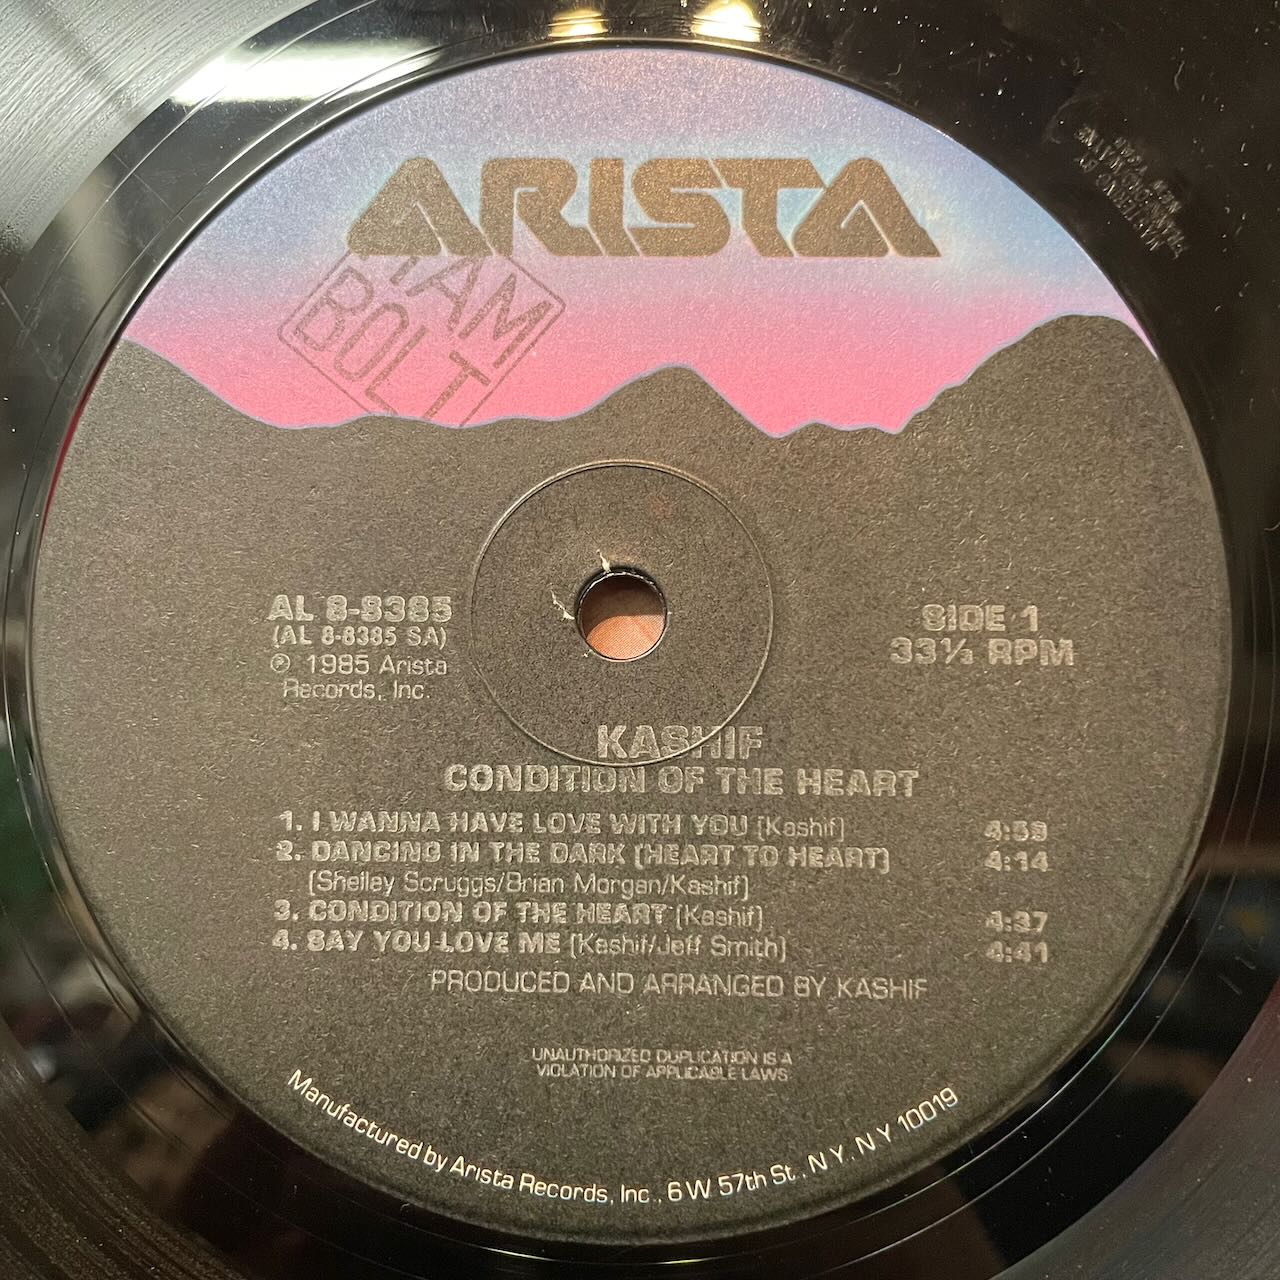 ARISTA
AM
BOLT
AL 8-8385
(AL 8-8385 SA)
℗ 1985 Arista
Records, Inc.
SIDE 1
33⅓ RPM
KASHIF
CONDITION OF THE HEART
1. I WANNA HAVE LOVE WITH YOU (Kashif) 4:59
2. DANCING IN THE DARK (HEART TO HEART) 4:14
(Shelley Scruggs/Brian Morgan/Kashif)
3. CONDITION OF THE HEART (Kashif) 4:37
4. SAY YOU LOVE ME (Kashif/Jeff Smith) 4:41
PRODUCED AND ARRANGED BY KASHIF
UNAUTHORIZED DUPLICATION IS A
VIOLATION OF APPLICABLE LAWS
Manufactured by Arista Records, Inc., 6 W. 57th St., N.Y., N.Y. 10019